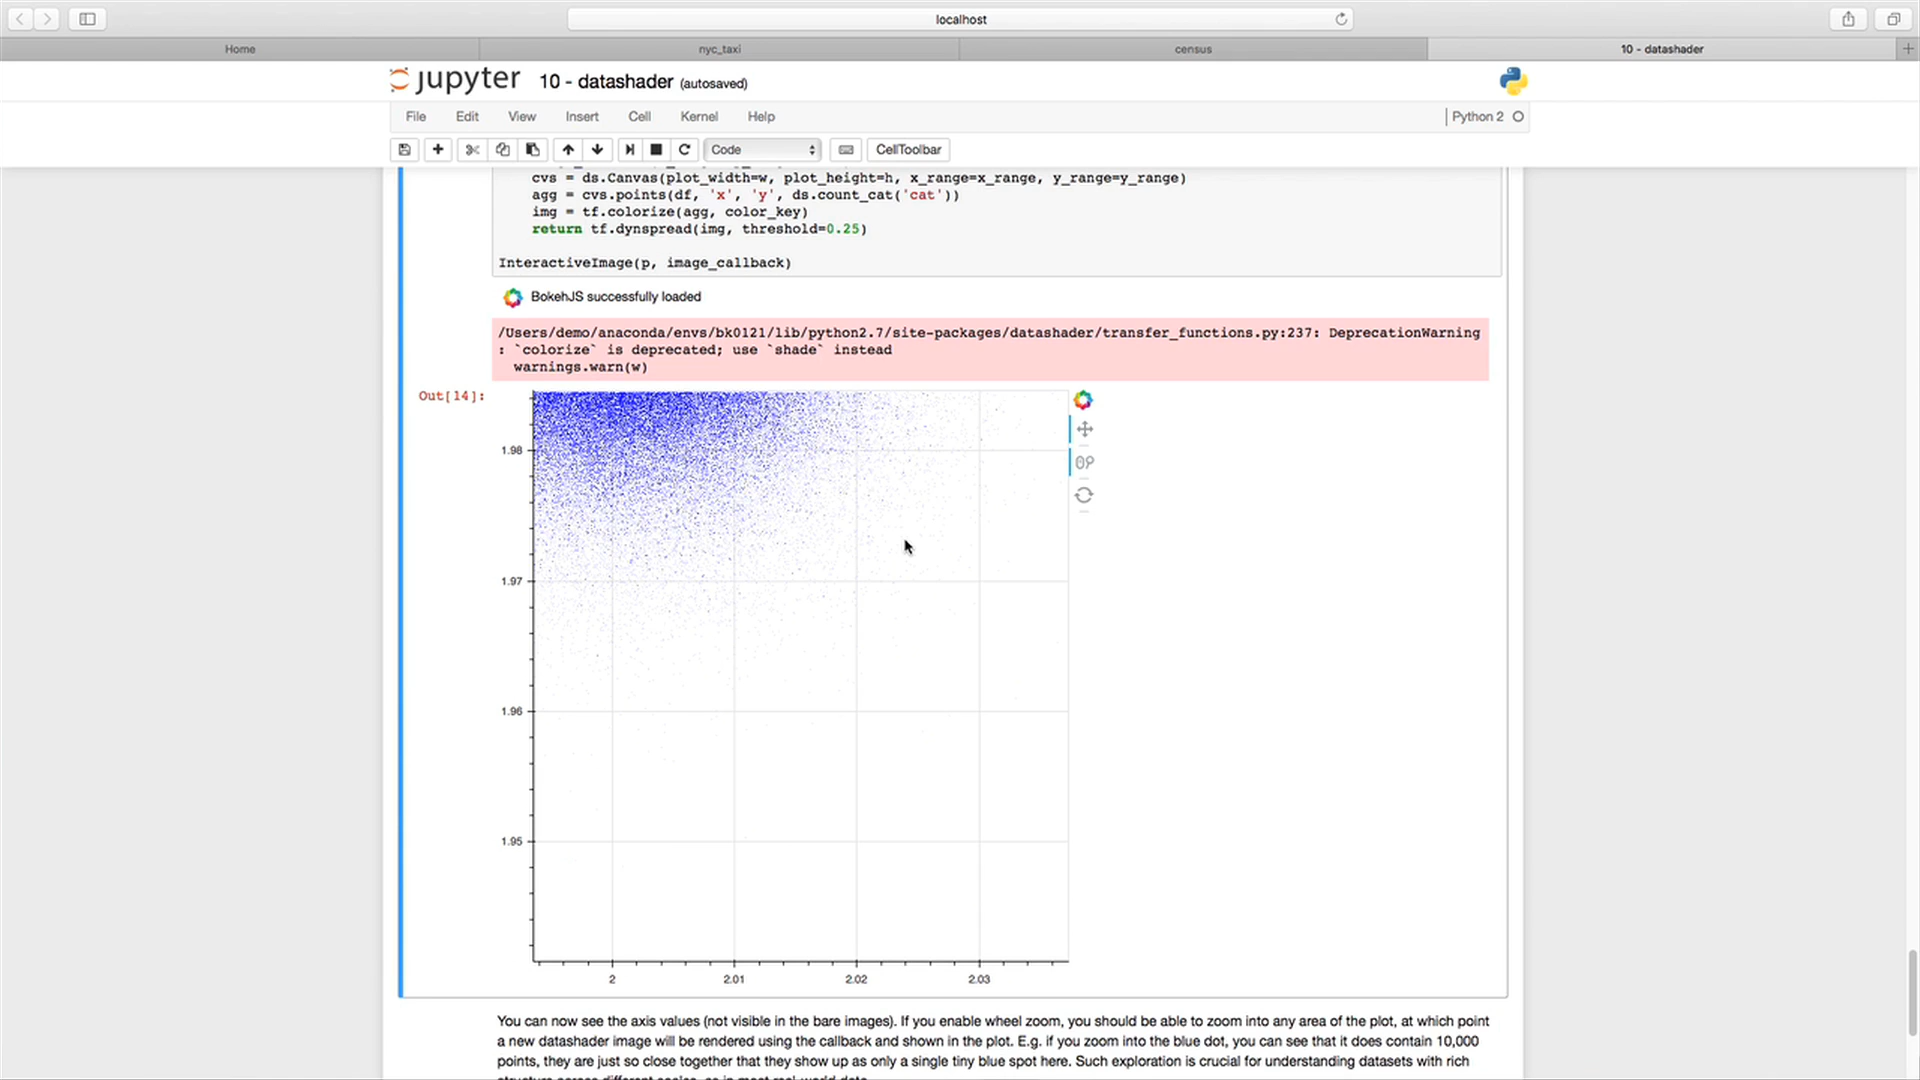 localhost
Home
nyc_taxi
census
10 - datashader
jupyter 10 - datashader (autosaved)
File Edit View Insert Cell Kernel Help
Python 2
Code
CellToolbar
cvs = ds.Canvas(plot_width=w, plot_height=h, x_range=x_range, y_range=y_range)
agg = cvs.points(df, 'x', 'y', ds.count_cat('cat'))
img = tf.colorize(agg, color_key)
return tf.dynspread(img, threshold=0.25)
InteractiveImage(p, image_callback)
BokehJS successfully loaded
/Users/demo/anaconda/envs/bk0121/lib/python2.7/site-packages/datashader/transfer_functions.py:237: DeprecationWarning
: `colorize` is deprecated; use `shade` instead
warnings.warn(w)
Out[14]:
1.98
1.97
1.96
1.95
2 2.01 2.02 2.03
You can now see the axis values (not visible in the bare images). If you enable wheel zoom, you should be able to zoom into any area of the plot, at which point
a new datashader image will be rendered using the callback and shown in the plot. E.g. if you zoom into the blue dot, you can see that it does contain 10,000
points, they are just so close together that they show up as only a single tiny blue spot here. Such exploration is crucial for understanding datasets with rich